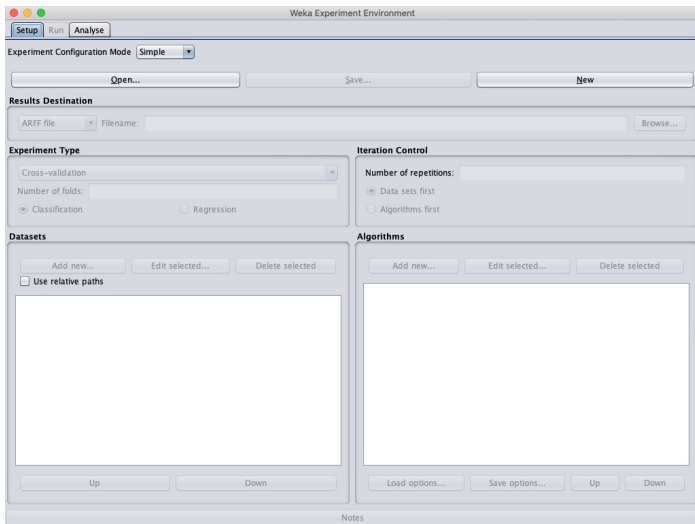 Weka Experiment Environment
Setup Run Analyse
Experiment Configuration Mode Simple
Open... Save... New
Results Destination
ARFF file Filename: Browse...
Experiment Type Iteration Control
Cross-validation Number of repetitions:
Number of folds: Data sets first
Classification Regression Algorithms first
Datasets Algorithms
Add new... Edit selected... Delete selected Add new... Edit selected... Delete selected
Use relative paths
Up Down Load options... Save options... Up Down
Notes